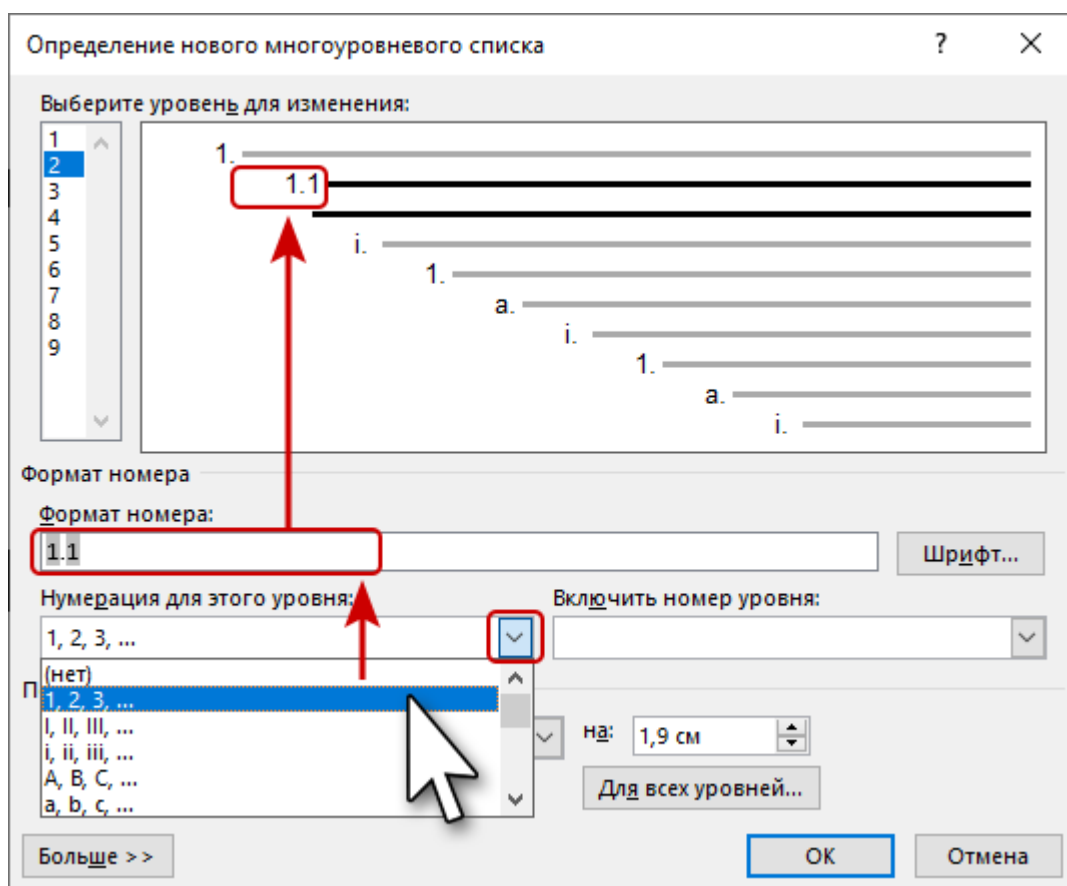 Определение нового многоуровневого списка ?
Выберите уровень для изменения:
1
2
3
4
5
6
7
8
9
1.
1.1
i.
1.
a.
i.
1.
a.
i.
Формат номера
Формат номера:
1.1
Шрифт...
Нумерация для этого уровня:
Включить номер уровня:
1, 2, 3, ...
(нет)
1, 2, 3, ...
I, II, III, ...
i, ii, iii, ...
A, B, C, ...
a, b, c, ...
П
на: 1,9 см
Для всех уровней...
Больше >>
ОК
Отмена